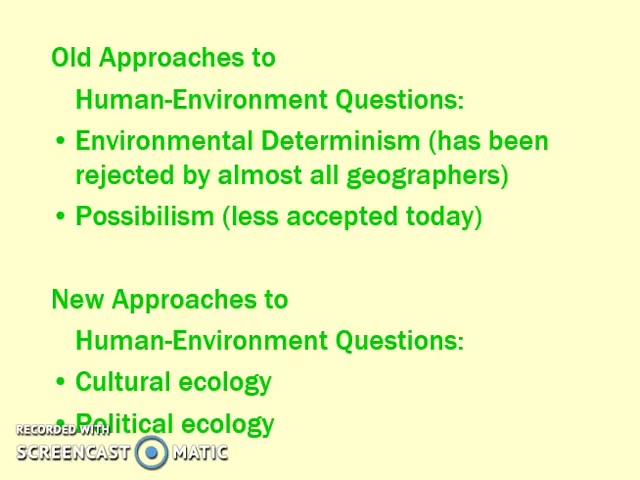 Old Approaches to
Human-Environment Questions:
• Environmental Determinism (has been
rejected by almost all geographers)
• Possibilism (less accepted today)
New Approaches to
Human-Environment Questions:
• Cultural ecology
• Political ecology
RECORDED WITH
SCREENCAST MATIC